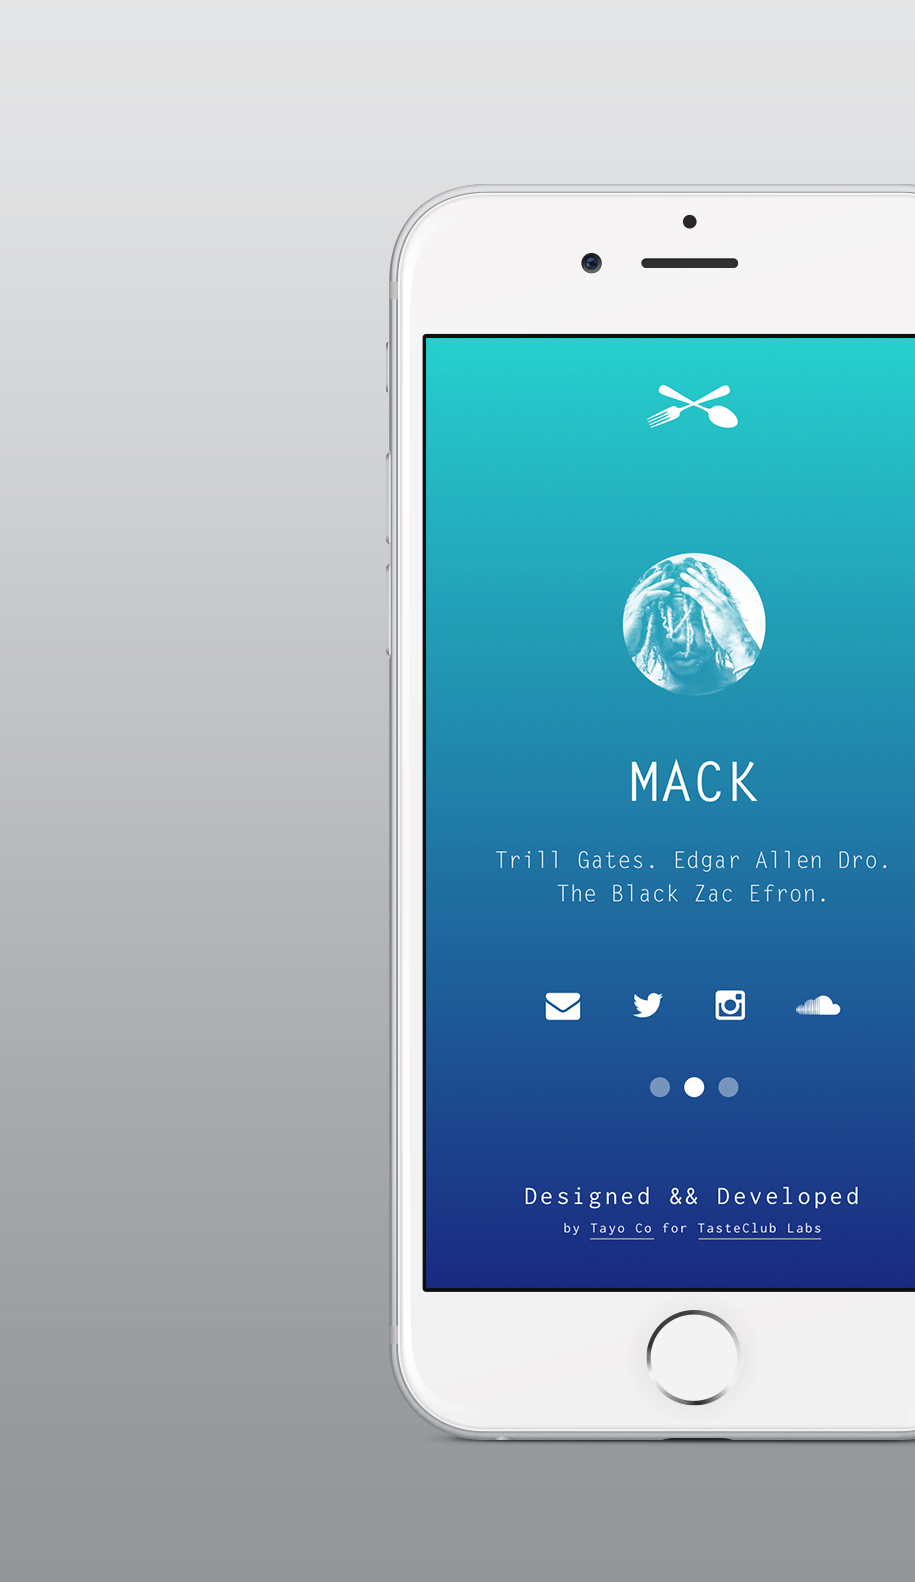 MACK
Trill Gates. Edgar Allen Dro.
The Black Zac Efron.
Designed && Developed
by Tayo Co for TasteClub Labs